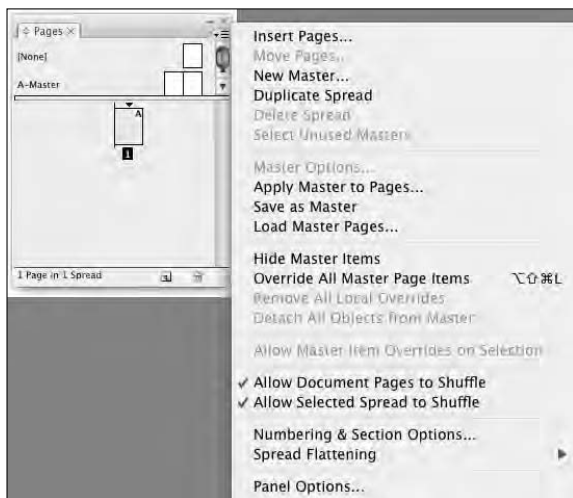 Pages
[None]
A-Master
A
1
1 Page in 1 Spread
Insert Pages...
Move Pages...
New Master...
Duplicate Spread
Delete Spread
Select Unused Masters
Master Options...
Apply Master to Pages...
Save as Master
Load Master Pages...
Hide Master Items
Override All Master Page Items ⌥⇧⌘L
Remove All Local Overrides
Detach All Objects from Master
Allow Master Item Overrides on Selection
✓ Allow Document Pages to Shuffle
✓ Allow Selected Spread to Shuffle
Numbering & Section Options...
Spread Flattening
Panel Options...